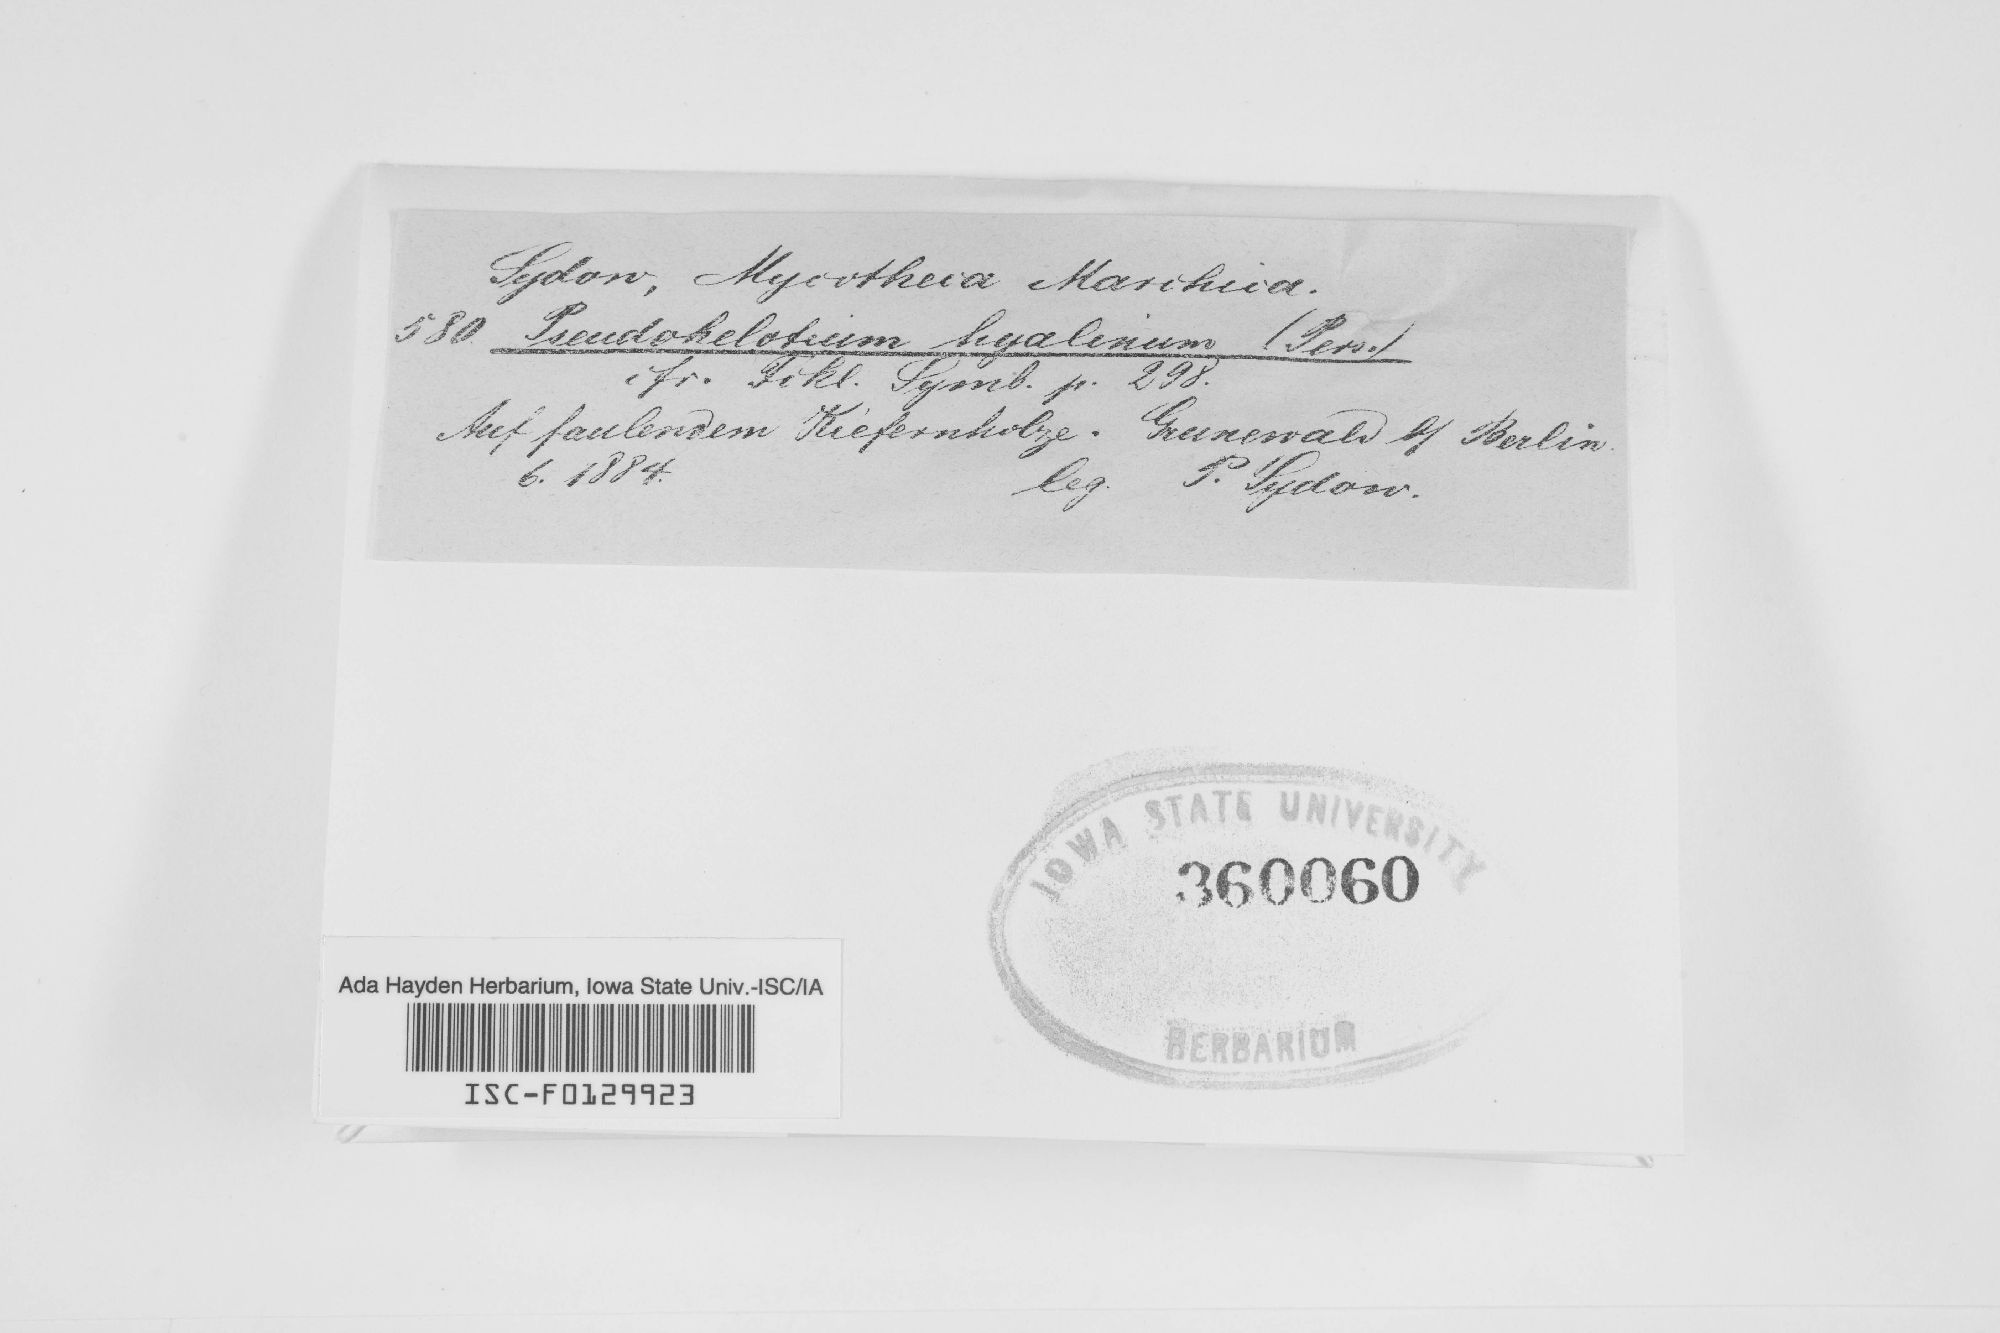 Sydow, Mycotheca Marchica.
580 Pseudohelotium hyalinum (Pers.)
cfr. Fckl. Symb. p. 298.
Auf faulendem Kiefernholze. Grunewald b/ Berlin.
6. 1884. leg. P. Sydow.
IOWA STATE UNIVERSITY
360060
HERBARIUM
Ada Hayden Herbarium, Iowa State Univ.-ISC/IA
ISC-F0129923